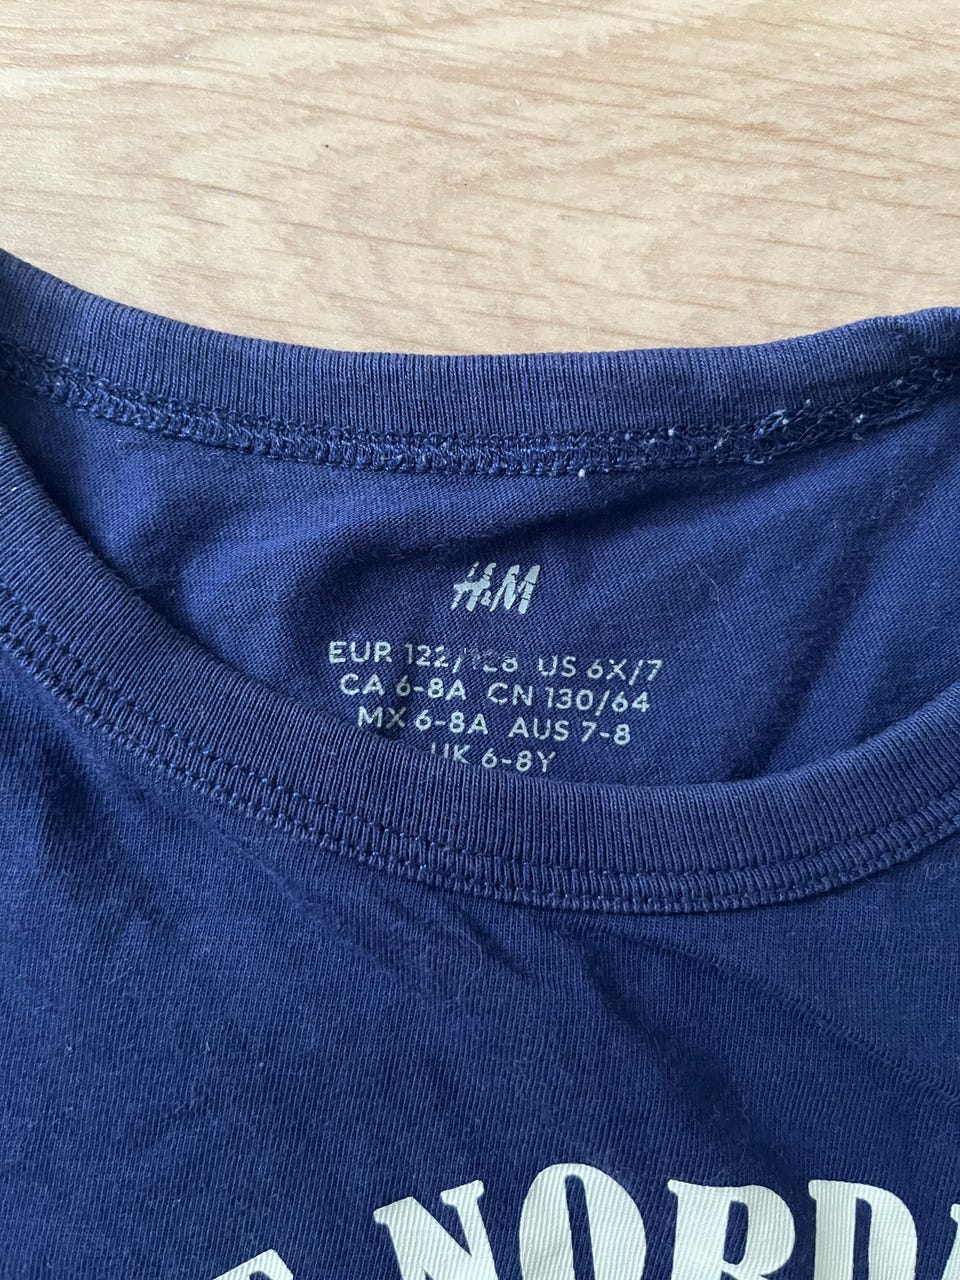 H&M
EUR 122/128 US 6X/7
CA 6-8A CN 130/64
MX 6-8A AUS 7-8
UK 6-8Y